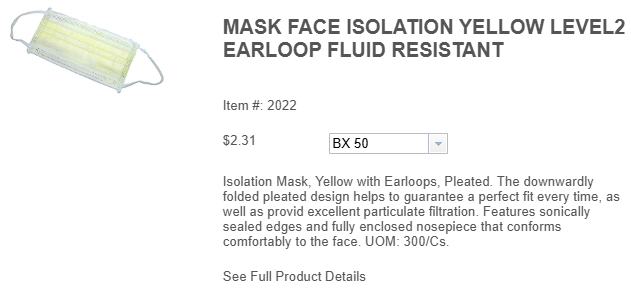 MASK FACE ISOLATION YELLOW LEVEL2
EARLOOP FLUID RESISTANT
Item #: 2022
$2.31
BX 50
Isolation Mask, Yellow with Earloops, Pleated. The downwardly
folded pleated design helps to guarantee a perfect fit every time, as
well as provid excellent particulate filtration. Features sonically
sealed edges and fully enclosed nosepiece that conforms
comfortably to the face. UOM: 300/Cs.
See Full Product Details